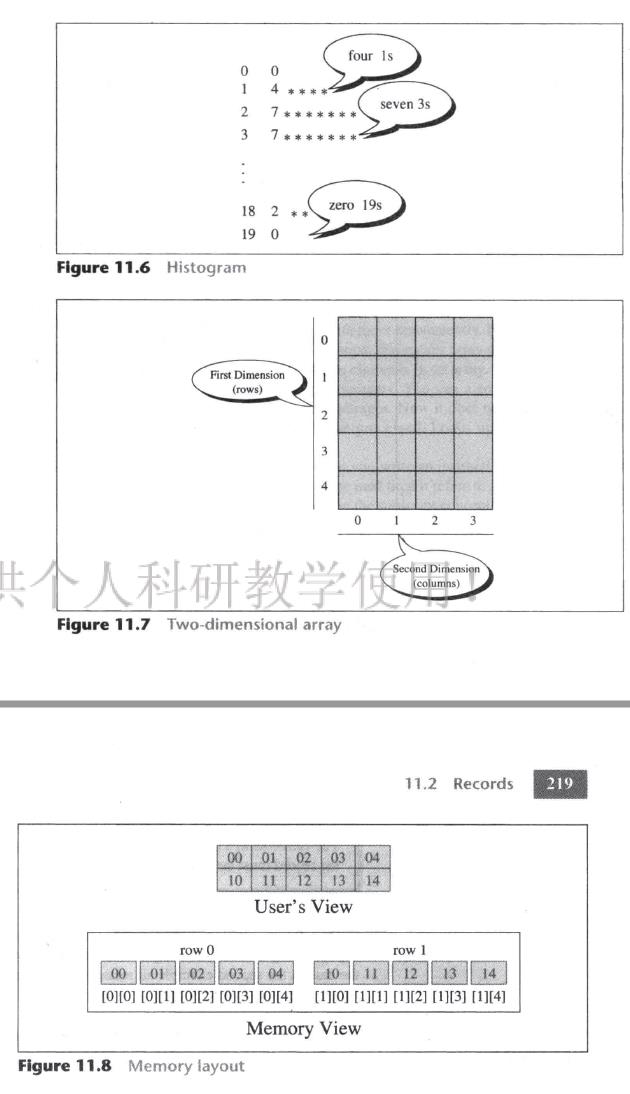 four 1s
0 0
1 4 * * * *
seven 3s
2 7 * * * * * * *
3 7 * * * * * * *
.
.
.
zero 19s
18 2 * *
19 0
Figure 11.6 Histogram
0
First Dimension
(rows)
1
2
3
4
0 1 2 3
Second Dimension
(columns)
供个人科研教学使用!
Figure 11.7 Two-dimensional array
11.2 Records 219
00 01 02 03 04
10 11 12 13 14
User's View
row 0 row 1
00 01 02 03 04 10 11 12 13 14
[0][0] [0][1] [0][2] [0][3] [0][4] [1][0] [1][1] [1][2] [1][3] [1][4]
Memory View
Figure 11.8 Memory layout